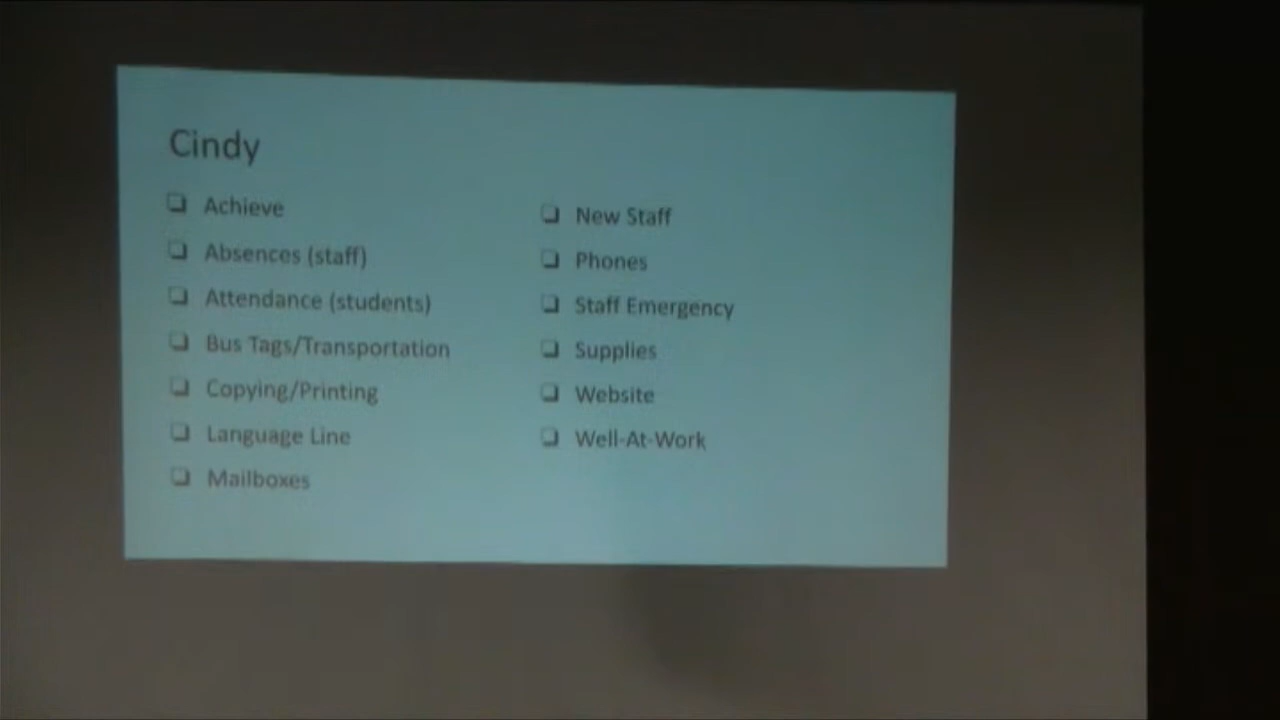 Cindy
Achieve
Absences (staff)
Attendance (students)
Bus Tags/Transportation
Copying/Printing
Language Line
Mailboxes
New Staff
Phones
Staff Emergency
Supplies
Website
Well-At-Work